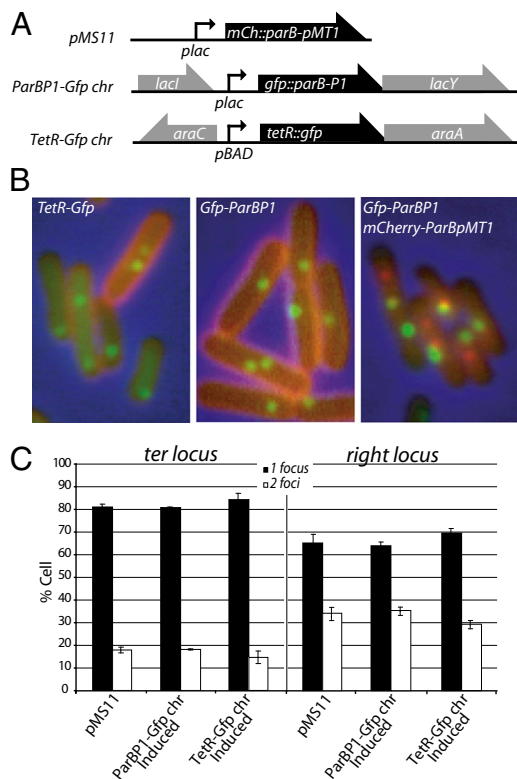 A
pMS11
mCh::parB-pMT1
plac
ParBP1-Gfp chr
lacI
gfp::parB-P1
lacY
plac
TetR-Gfp chr
araC
tetR::gfp
araA
pBAD
B
TetR-Gfp
Gfp-ParBP1
Gfp-ParBP1
mCherry-ParBpMT1
C
ter locus
right locus
1 focus
2 foci
% Cell
100
90
80
70
60
50
40
30
20
10
0
pMS11
ParBP1-Gfp chr
Induced
TetR-Gfp chr
Induced
pMS11
ParBP1-Gfp chr
Induced
TetR-Gfp chr
Induced